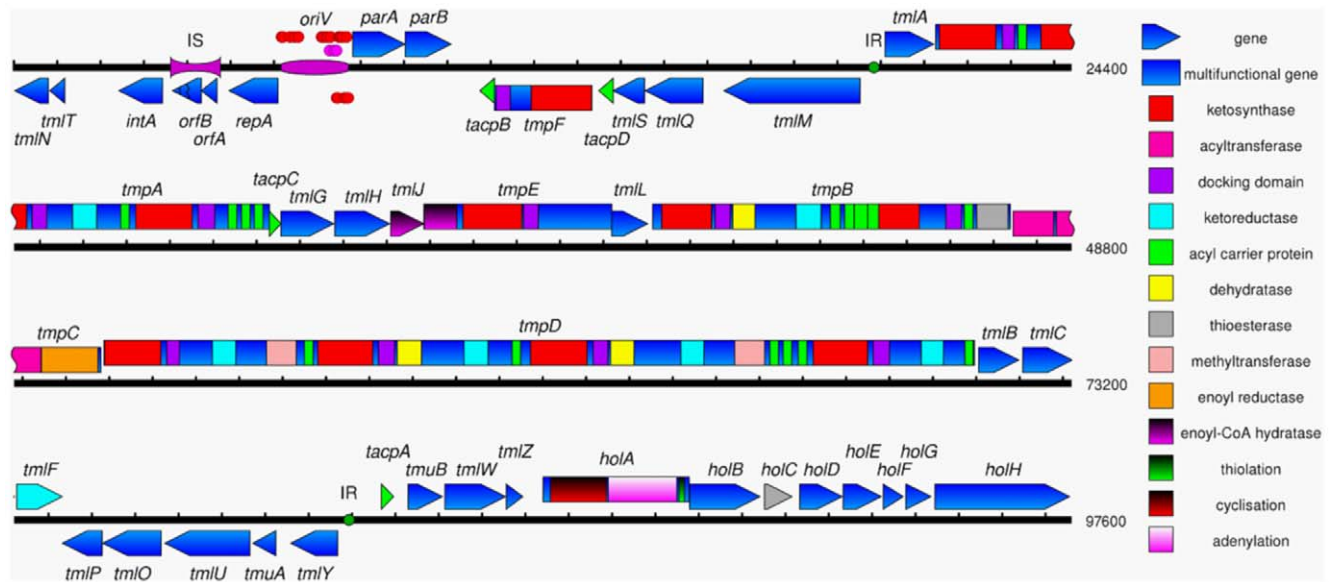 oriV parA parB
IS
tmlA
IR
24400
tmlN tmlT intA orfB orfA repA tacpB tmpF tacpD tmlS tmlQ tmlM
tmpA tacpC tmlG tmlH tmlJ tmpE tmlL tmpB
48800
tmpC tmpD tmlB tmlC
73200
tmlF IR tacpA tmuB tmlW tmlZ holA holB holC holD holE holF holG holH
97600
tmlP tmlO tmlU tmuA tmlY
gene
multifunctional gene
ketosynthase
acyltransferase
docking domain
ketoreductase
acyl carrier protein
dehydratase
thioesterase
methyltransferase
enoyl reductase
enoyl-CoA hydratase
thiolation
cyclisation
adenylation